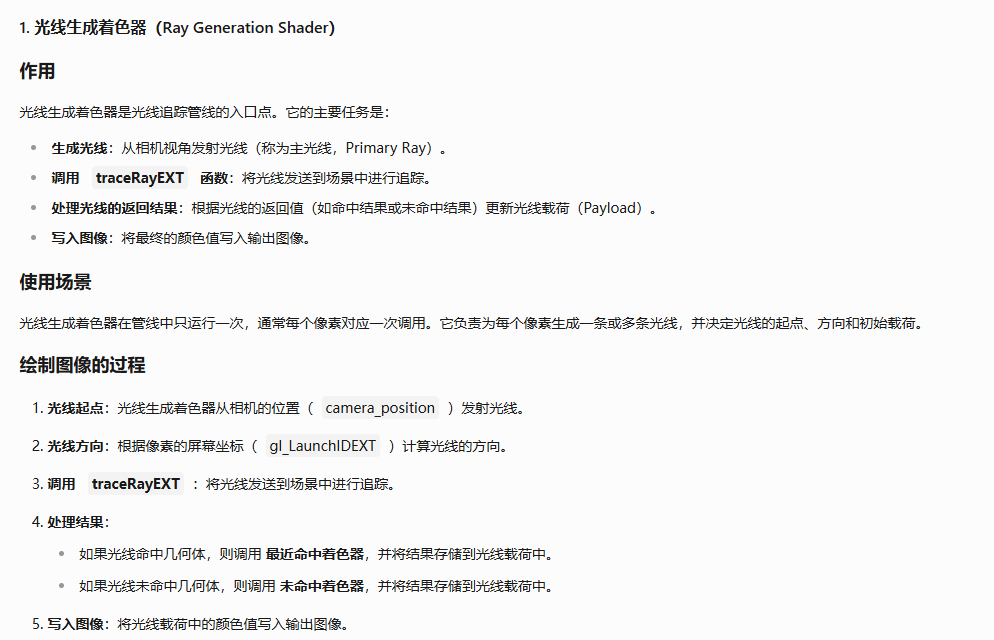 1. 光线生成着色器（Ray Generation Shader）
作用
光线生成着色器是光线追踪管线的入口点。它的主要任务是：
• 生成光线：从相机视角发射光线（称为主光线，Primary Ray）。
• 调用 traceRayEXT 函数：将光线发送到场景中进行追踪。
• 处理光线的返回结果：根据光线的返回值（如命中结果或未命中结果）更新光线载荷（Payload）。
• 写入图像：将最终的颜色值写入输出图像。
使用场景
光线生成着色器在管线中只运行一次，通常每个像素对应一次调用。它负责为每个像素生成一条或多条光线，并决定光线的起点、方向和初始载荷。
绘制图像的过程
1. 光线起点：光线生成着色器从相机的位置（ camera_position ）发射光线。
2. 光线方向：根据像素的屏幕坐标（ gl_LaunchIDEXT ）计算光线的方向。
3. 调用 traceRayEXT ：将光线发送到场景中进行追踪。
4. 处理结果：
• 如果光线命中几何体，则调用 最近命中着色器，并将结果存储到光线载荷中。
• 如果光线未命中几何体，则调用 未命中着色器，并将结果存储到光线载荷中。
5. 写入图像：将光线载荷中的颜色值写入输出图像。